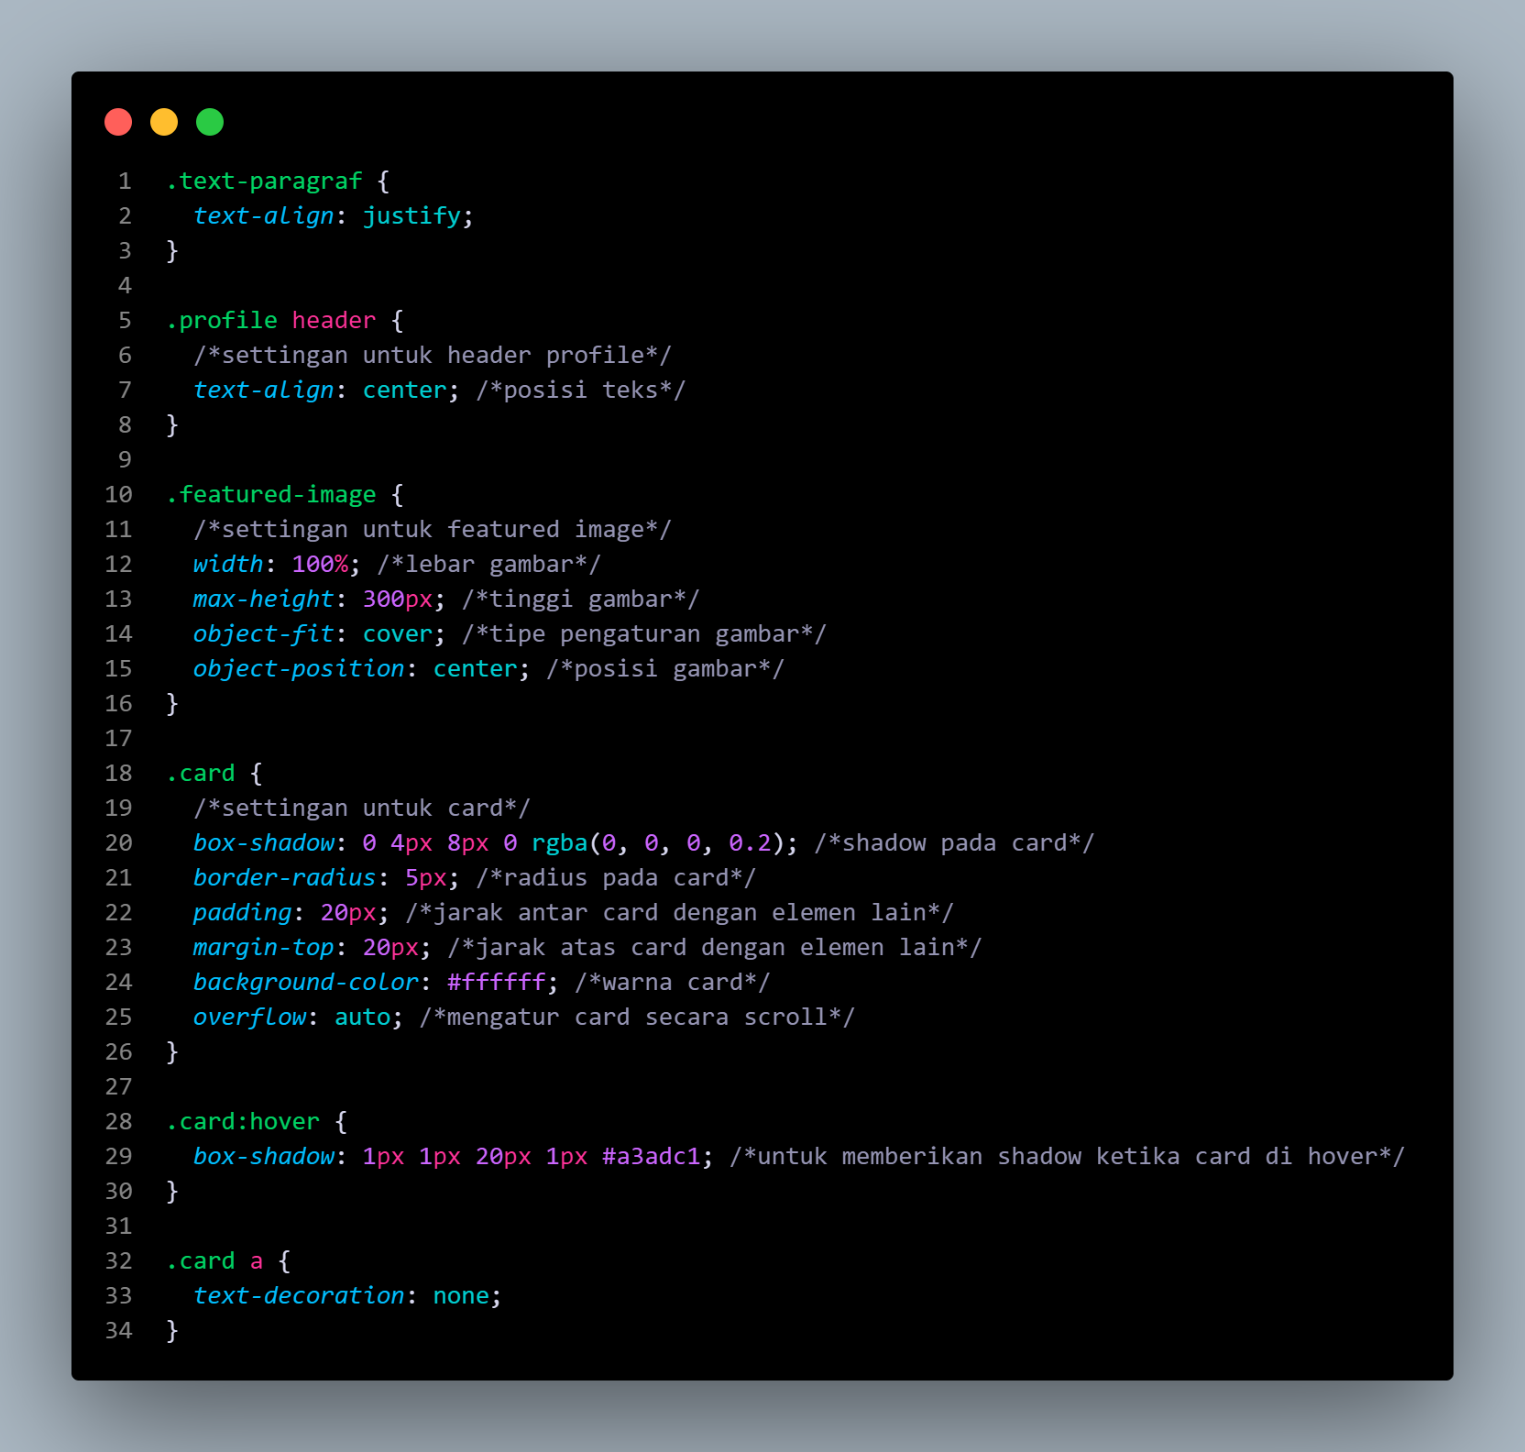 1 .text-paragraf {
2   text-align: justify;
3 }
4
5 .profile header {
6   /*settingan untuk header profile*/
7   text-align: center; /*posisi teks*/
8 }
9
10 .featured-image {
11   /*settingan untuk featured image*/
12   width: 100%; /*lebar gambar*/
13   max-height: 300px; /*tinggi gambar*/
14   object-fit: cover; /*tipe pengaturan gambar*/
15   object-position: center; /*posisi gambar*/
16 }
17
18 .card {
19   /*settingan untuk card*/
20   box-shadow: 0 4px 8px 0 rgba(0, 0, 0, 0.2); /*shadow pada card*/
21   border-radius: 5px; /*radius pada card*/
22   padding: 20px; /*jarak antar card dengan elemen lain*/
23   margin-top: 20px; /*jarak atas card dengan elemen lain*/
24   background-color: #ffffff; /*warna card*/
25   overflow: auto; /*mengatur card secara scroll*/
26 }
27
28 .card:hover {
29   box-shadow: 1px 1px 20px 1px #a3adc1; /*untuk memberikan shadow ketika card di hover*/
30 }
31
32 .card a {
33   text-decoration: none;
34 }